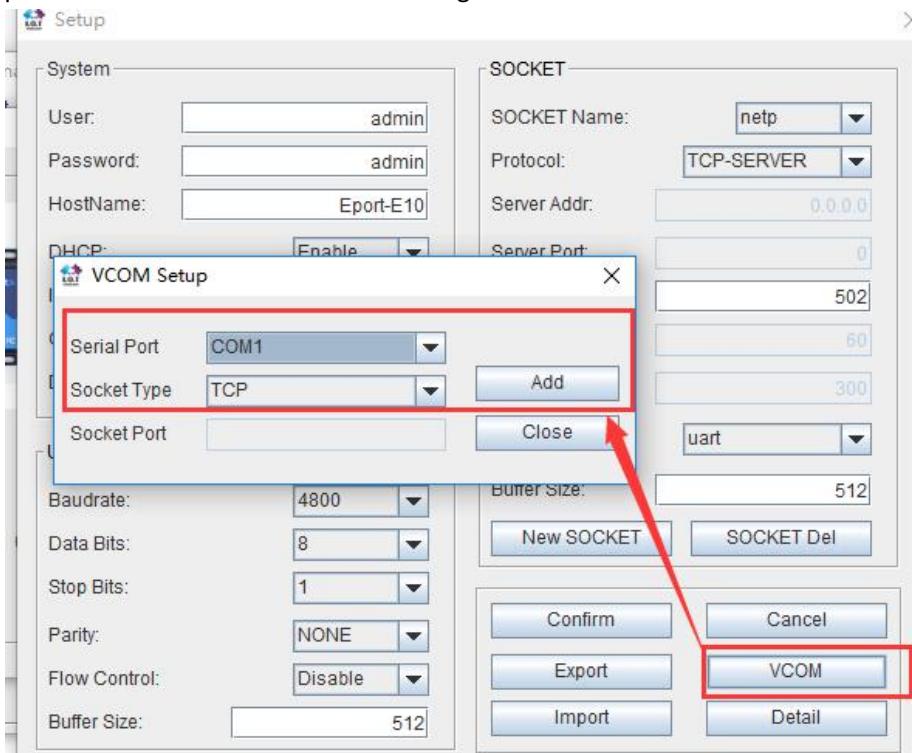 Setup
System
User: admin
Password: admin
HostName: Eport-E10
DHCP: Enable
SOCKET
SOCKET Name: netp
Protocol: TCP-SERVER
Server Addr: 0.0.0.0
Server Port: 0
502
60
300
uart
Buffer Size: 512
New SOCKET SOCKET Del
VCOM Setup
Serial Port COM1
Socket Type TCP
Add
Socket Port
Close
Baudrate: 4800
Data Bits: 8
Stop Bits: 1
Parity: NONE
Flow Control: Disable
Buffer Size: 512
Confirm Cancel
Export VCOM
Import Detail